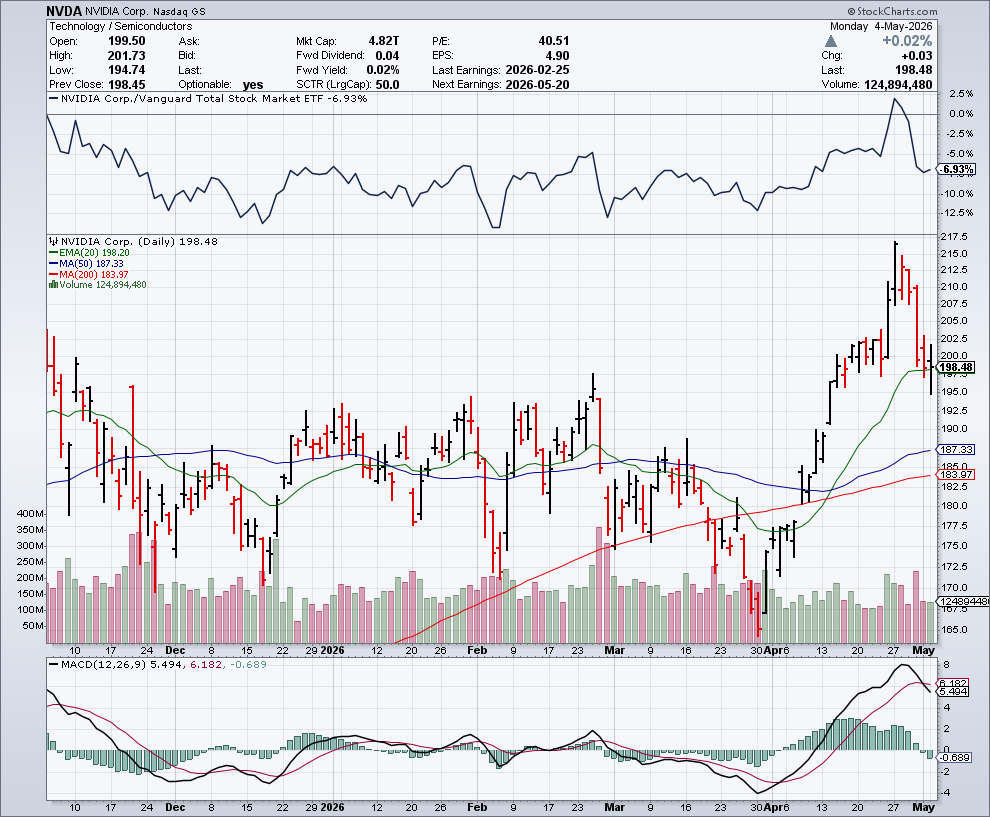 NVDA NVIDIA Corp. Nasdaq GS
© StockCharts.com
Technology / Semiconductors
Monday 4-May-2026
Open: 199.50 Ask: Mkt Cap: 4.82T P/E: 40.51 +0.02%
High: 201.73 Bid: Fwd Dividend: 0.04 EPS: 4.90 Chg: +0.03
Low: 194.74 Last: Fwd Yield: 0.02% Last Earnings: 2026-02-25 Last: 198.48
Prev Close: 198.45 Optionable: yes SCTR (LrgCap): 50.0 Next Earnings: 2026-05-20 Volume: 124,894,480
NVIDIA Corp./Vanguard Total Stock Market ETF -6.93%
2.5%
0.0%
-2.5%
-5.0%
-6.93%
-10.0%
-12.5%
NVIDIA Corp. (Daily) 198.48
EMA(20) 198.20
MA(50) 187.33
MA(200) 183.97
Volume 124,894,480
217.5
215.0
212.5
210.0
207.5
205.0
202.5
200.0
198.48
197.5
195.0
192.5
190.0
187.33
185.0
183.97
182.5
180.0
177.5
175.0
172.5
170.0
124894480
167.5
165.0
400M
350M
300M
250M
200M
150M
100M
50M
10 17 24 Dec 8 15 22 29 2026 12 20 26 Feb 9 17 23 Mar 9 16 23 30 Apr 6 13 20 27 May
MACD(12,26,9) 5.494, 6.182, -0.689
8
6.182
5.494
4
2
0
-0.689
-2
-4
10 17 24 Dec 8 15 22 29 2026 12 20 26 Feb 9 17 23 Mar 9 16 23 30 Apr 6 13 20 27 May